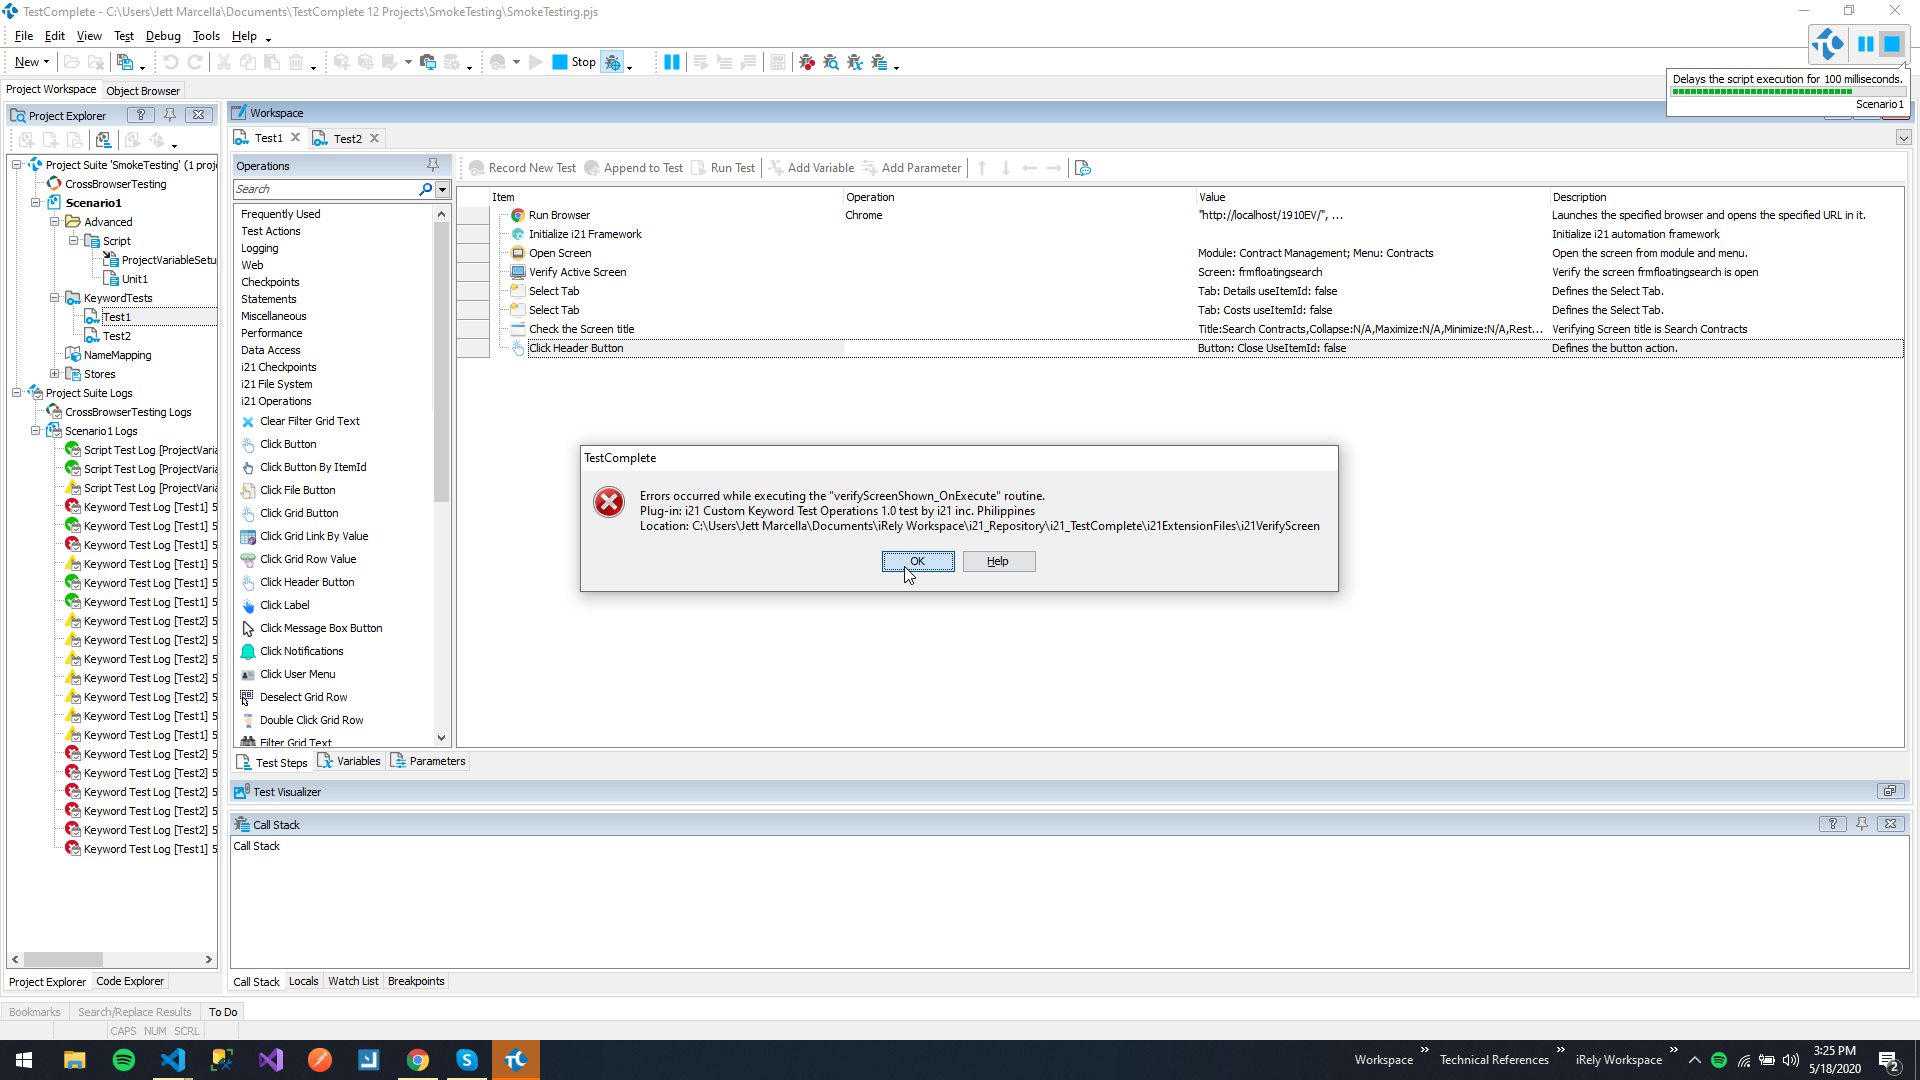 TestComplete - C:\Users\Jett Marcella\Documents\TestComplete 12 Projects\SmokeTesting\SmokeTesting.pjs
File Edit View Test Debug Tools Help
New
Stop
Delays the script execution for 100 milliseconds.
Scenario1
Project Workspace Object Browser
Project Explorer
Workspace
Test1 Test2
Project Suite 'SmokeTesting' (1 proj
CrossBrowserTesting
Scenario1
Advanced
Script
ProjectVariableSetu
Unit1
KeywordTests
Test1
Test2
NameMapping
Stores
Project Suite Logs
CrossBrowserTesting Logs
Scenario1 Logs
Script Test Log [ProjectVaria
Script Test Log [ProjectVaria
Script Test Log [ProjectVaria
Keyword Test Log [Test1] 5
Keyword Test Log [Test1] 5
Keyword Test Log [Test1] 5
Keyword Test Log [Test1] 5
Keyword Test Log [Test1] 5
Keyword Test Log [Test1] 5
Keyword Test Log [Test2] 5
Keyword Test Log [Test2] 5
Keyword Test Log [Test2] 5
Keyword Test Log [Test2] 5
Keyword Test Log [Test2] 5
Keyword Test Log [Test1] 5
Keyword Test Log [Test1] 5
Keyword Test Log [Test2] 5
Keyword Test Log [Test2] 5
Keyword Test Log [Test2] 5
Keyword Test Log [Test2] 5
Keyword Test Log [Test2] 5
Keyword Test Log [Test1] 5
Project Explorer Code Explorer
Operations
Search
Frequently Used
Test Actions
Logging
Web
Checkpoints
Statements
Miscellaneous
Performance
Data Access
i21 Checkpoints
i21 File System
i21 Operations
Clear Filter Grid Text
Click Button
Click Button By ItemId
Click File Button
Click Grid Button
Click Grid Link By Value
Click Grid Row Value
Click Header Button
Click Label
Click Message Box Button
Click Notifications
Click User Menu
Deselect Grid Row
Double Click Grid Row
Filter Grid Text
Record New Test Append to Test Run Test Add Variable Add Parameter
Item Operation Value Description
Run Browser Chrome "http://localhost/1910EV/", ... Launches the specified browser and opens the specified URL in it.
Initialize i21 Framework Initialize i21 automation framework
Open Screen Module: Contract Management; Menu: Contracts Open the screen from module and menu.
Verify Active Screen Screen: frmfloatingsearch Verify the screen frmfloatingsearch is open
Select Tab Tab: Details useItemId: false Defines the Select Tab.
Select Tab Tab: Costs useItemId: false Defines the Select Tab.
Check the Screen title Title:Search Contracts,Collapse:N/A,Maximize:N/A,Minimize:N/A,Rest... Verifying Screen title is Search Contracts
Click Header Button Button: Close UseItemId: false Defines the button action.
TestComplete
Errors occurred while executing the "verifyScreenShown_OnExecute" routine.
Plug-in: i21 Custom Keyword Test Operations 1.0 test by i21 inc. Philippines
Location: C:\Users\Jett Marcella\Documents\iRely Workspace\i21_Repository\i21_TestComplete\i21ExtensionFiles\i21VerifyScreen
OK Help
Test Steps Variables Parameters
Test Visualizer
Call Stack
Call Stack
Call Stack Locals Watch List Breakpoints
Bookmarks Search/Replace Results To Do
CAPS NUM SCRL
Workspace » Technical References » iRely Workspace »
3:25 PM
5/18/2020
2